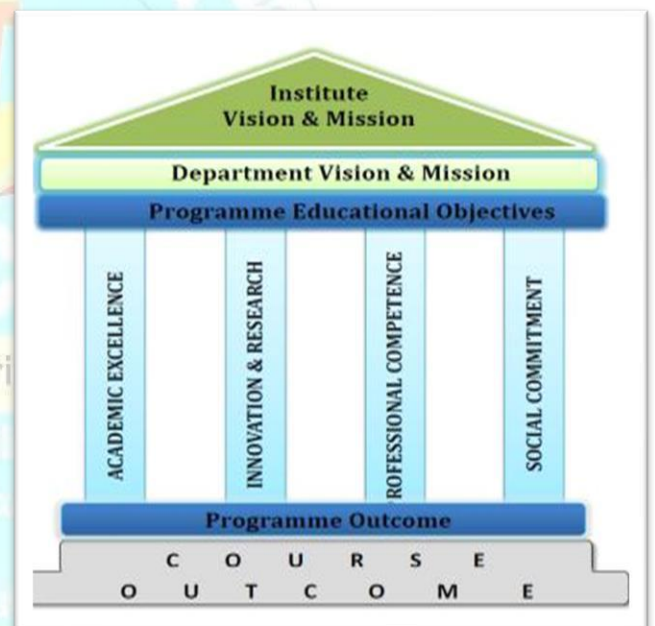 Institute
Vision & Mission
Department Vision & Mission
Programme Educational Objectives
ACADEMIC EXCELLENCE
INNOVATION & RESEARCH
ROFESSIONAL COMPETENCE
SOCIAL COMMITMENT
Programme Outcome
C O U R S E
O U T C O M E